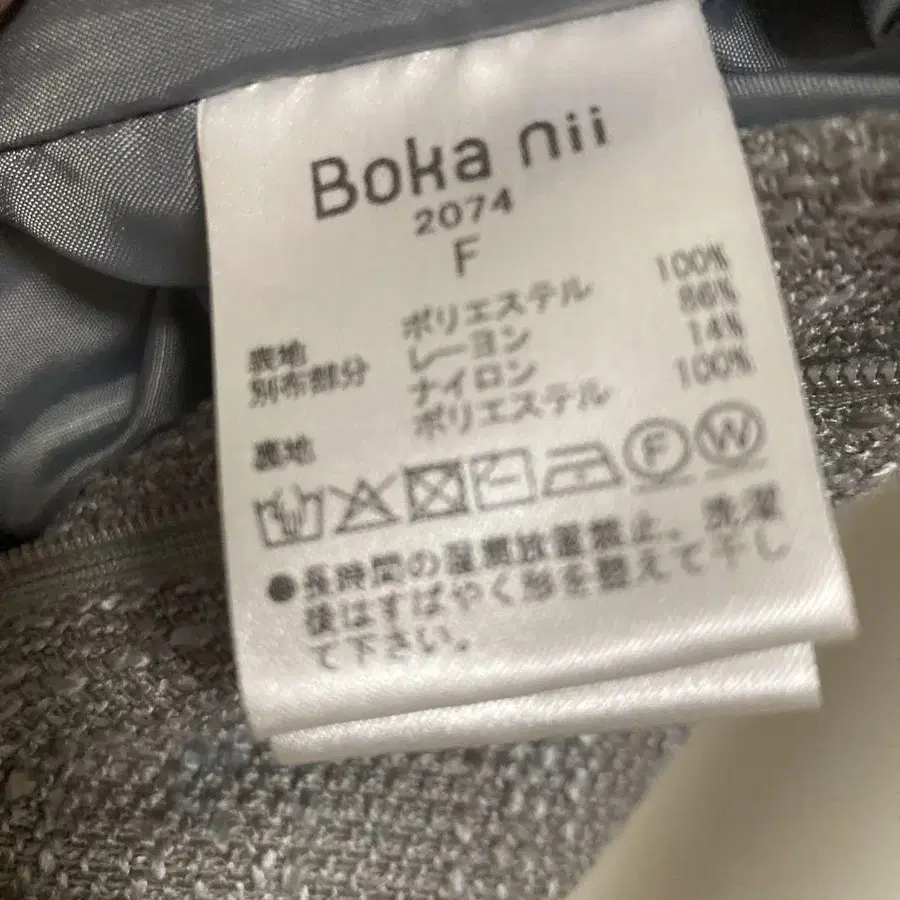 Boka nii
2074
F
表地 ポリエステル 100%
別布部分 レーヨン 86%
ナイロン 14%
裏地 ポリエステル 100%
F W
●長時間の湿潤放置禁止、洗濯
後はすばやく形を整えて干し
て下さい。